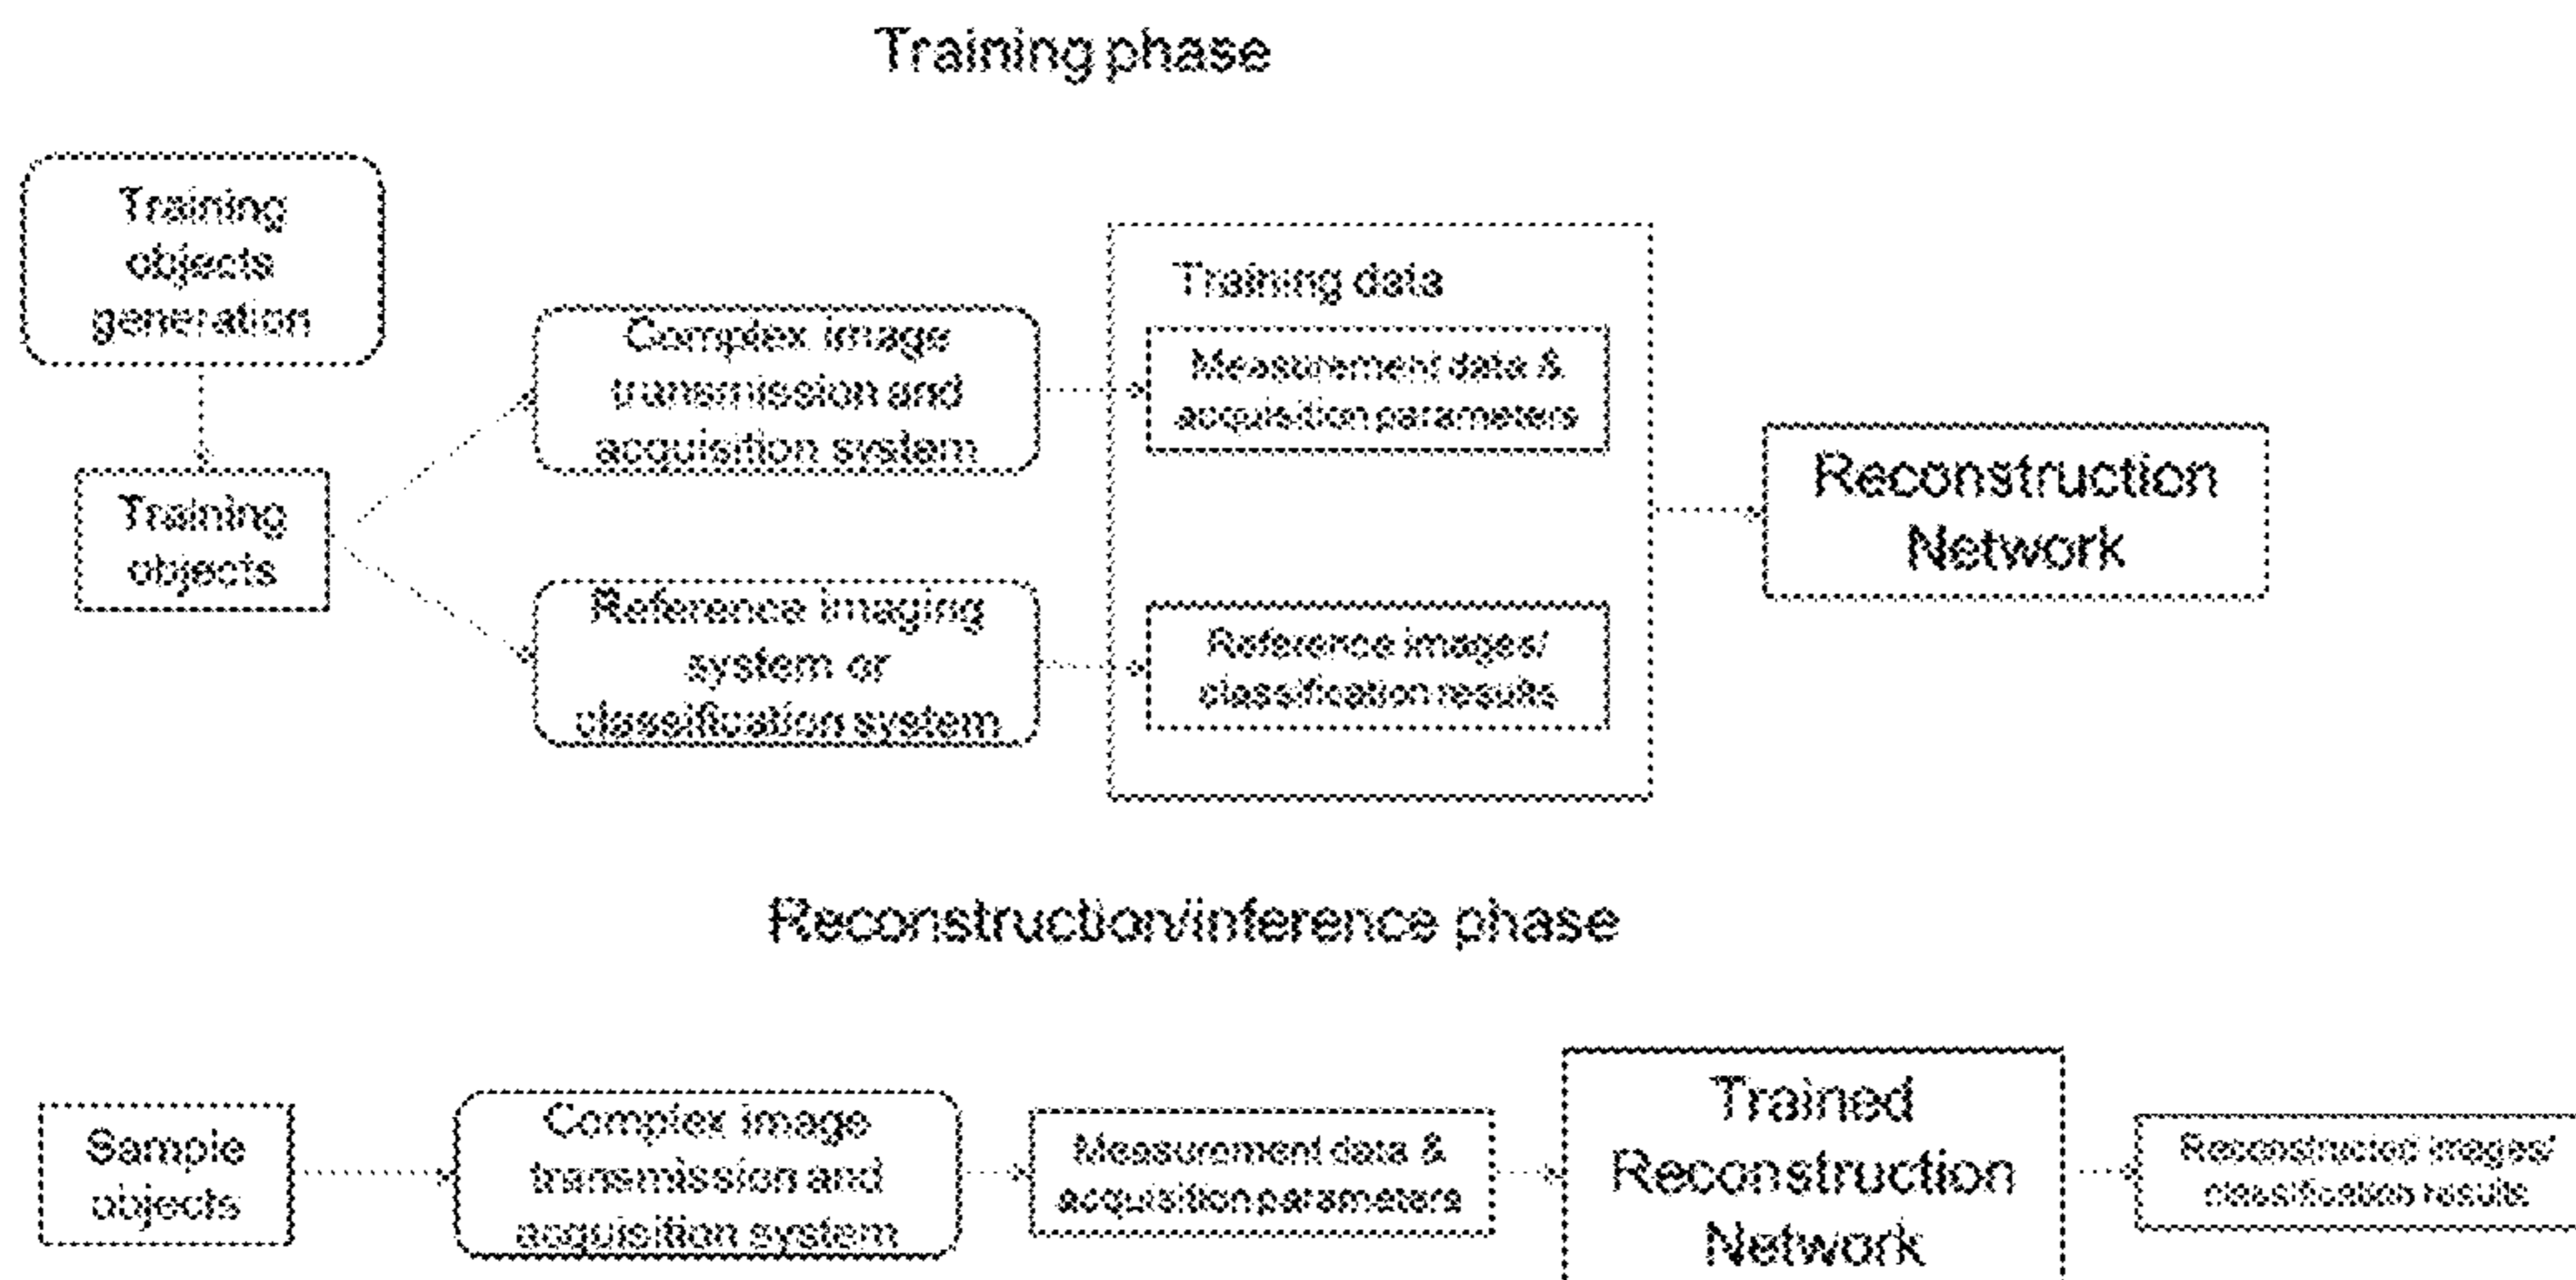 Training phase
Training
objects
generation
Training
objects
Complex image
transmission and
acquisition system
Reference imaging
system or
classification system
Training data
Measurement data &
acquisition parameters
Reference images/
classification results
Reconstruction
Network
Reconstruction/inference phase
Sample
objects
Complex image
transmission and
acquisition system
Measurement data &
acquisition parameters
Trained
Reconstruction
Network
Reconstructed images/
classification results